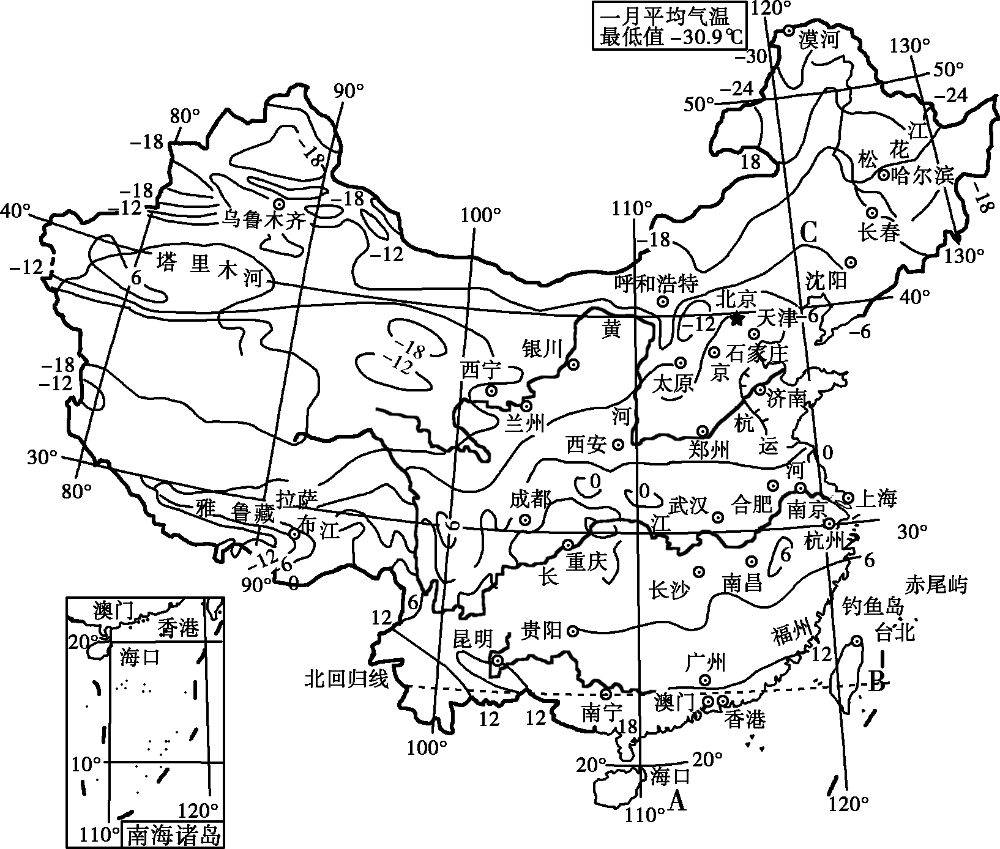 一月平均气温
最低值 -30.9℃
120°
漠河
130°
-30
50°
-24
-24
50°
90°
80°
-18
-18
江
花
松
18
哈尔滨
-18
-18
-12
-18
40°
乌鲁木齐
100°
110°
C
长春
-18
-12
130°
塔里木河
-12
6
呼和浩特
沈阳
北京
40°
-12
天津
-6
-6
黄
银川
-18
-12
石家庄
京
西宁
-18
-12
太原
济南
河
兰州
杭
西安
郑州
运
0
30°
河
80°
0
0
拉萨
成都
武汉
合肥
南京
上海
雅鲁藏布江
6
江
30°
杭州
-12
-6
重庆
6
6
90°
0
长
长沙
南昌
赤尾屿
钓鱼岛
6
12
昆明
贵阳
福州
台北
12
北回归线
广州
B
南宁
澳门
香港
12
12
18
100°
20°
20°
海口
A
110°
120°
澳门
香港
20°
海口
10°
120°
110°
南海诸岛